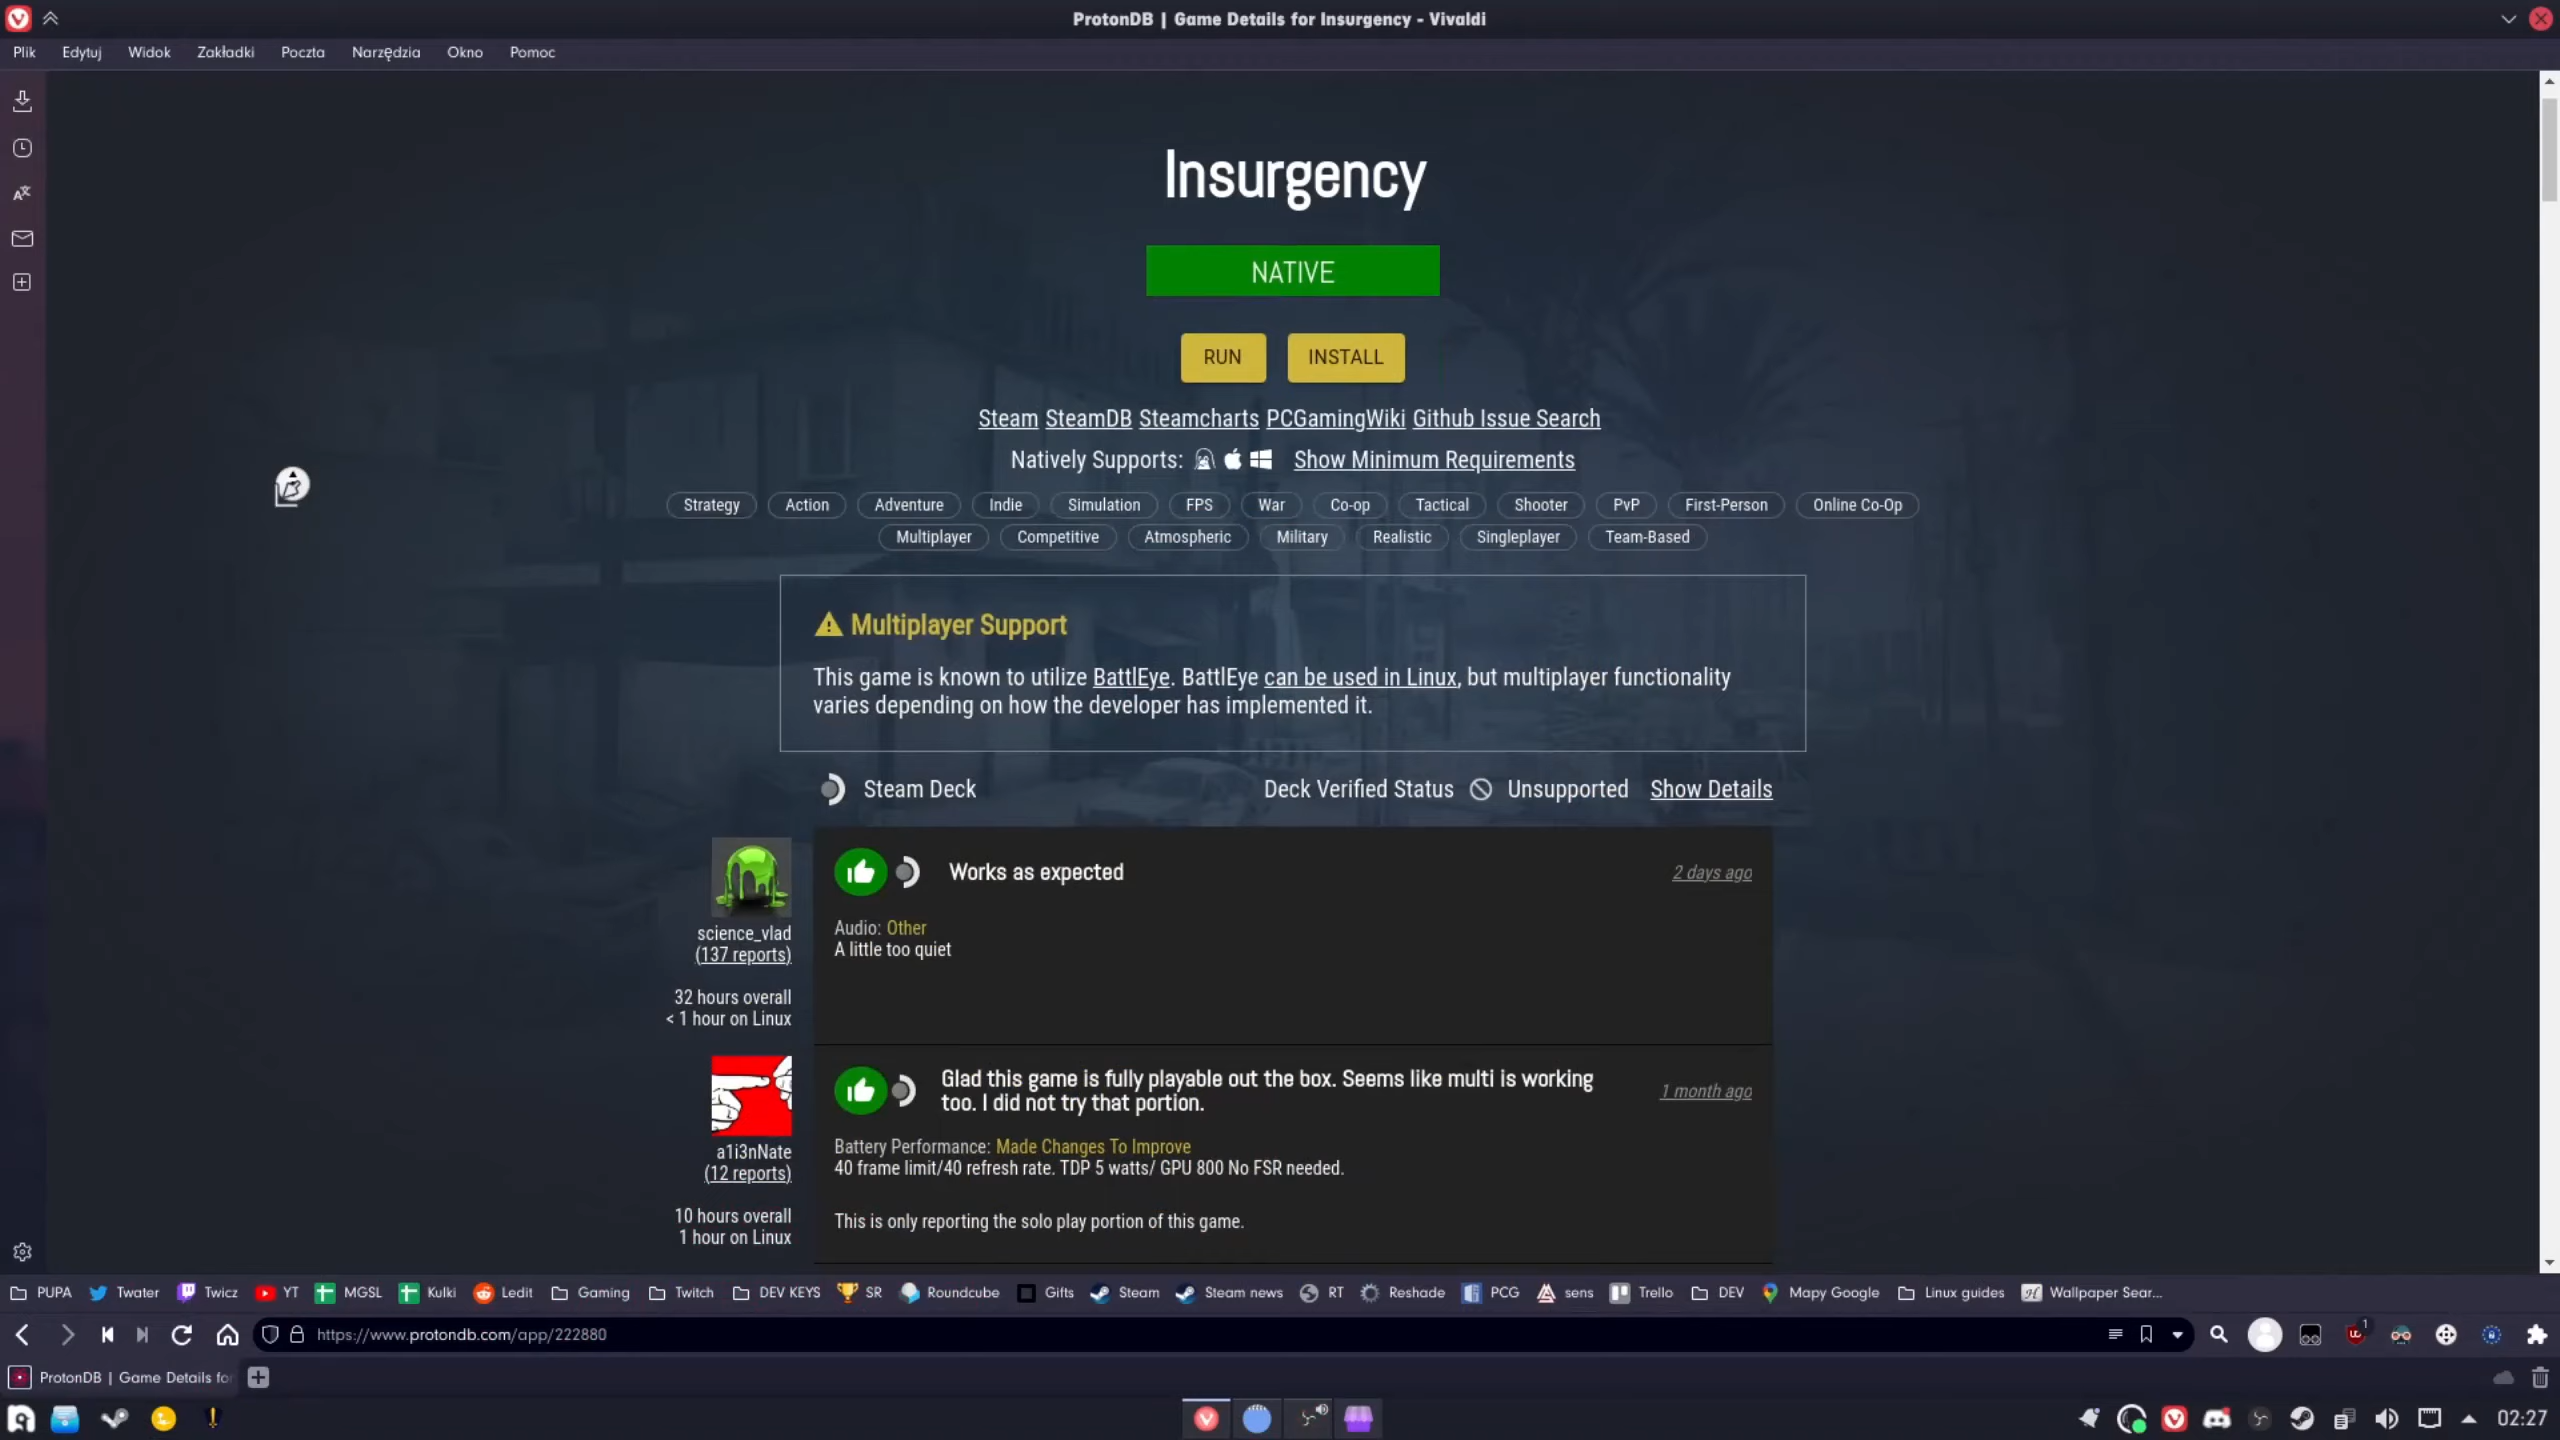 ProtonDB | Game Details for Insurgency - Vivaldi
Plik Edytuj Widok Zakładki Poczta Narzędzia Okno Pomoc
Insurgency
NATIVE
RUN INSTALL
Steam SteamDB Steamcharts PCGamingWiki Github Issue Search
Natively Supports: Show Minimum Requirements
Strategy Action Adventure Indie Simulation FPS War Co-op Tactical Shooter PvP First-Person Online Co-Op
Multiplayer Competitive Atmospheric Military Realistic Singleplayer Team-Based
Multiplayer Support
This game is known to utilize BattlEye. BattlEye can be used in Linux, but multiplayer functionality
varies depending on how the developer has implemented it.
Steam Deck Deck Verified Status Unsupported Show Details
Works as expected 2 days ago
Audio: Other
A little too quiet
science_vlad
(137 reports)
32 hours overall
< 1 hour on Linux
Glad this game is fully playable out the box. Seems like multi is working
too. I did not try that portion.
1 month ago
Battery Performance: Made Changes To Improve
40 frame limit/40 refresh rate. TDP 5 watts/ GPU 800 No FSR needed.
This is only reporting the solo play portion of this game.
a1i3nNate
(12 reports)
10 hours overall
1 hour on Linux
PUPA Twater Twicz YT MGSL Kulki Ledit Gaming Twitch DEV KEYS SR Roundcube Gifts Steam Steam news RT Reshade PCG sens Trello DEV Mapy Google Linux guides Wallpaper Sear...
https://www.protondb.com/app/222880
1
ProtonDB | Game Details for
02:27